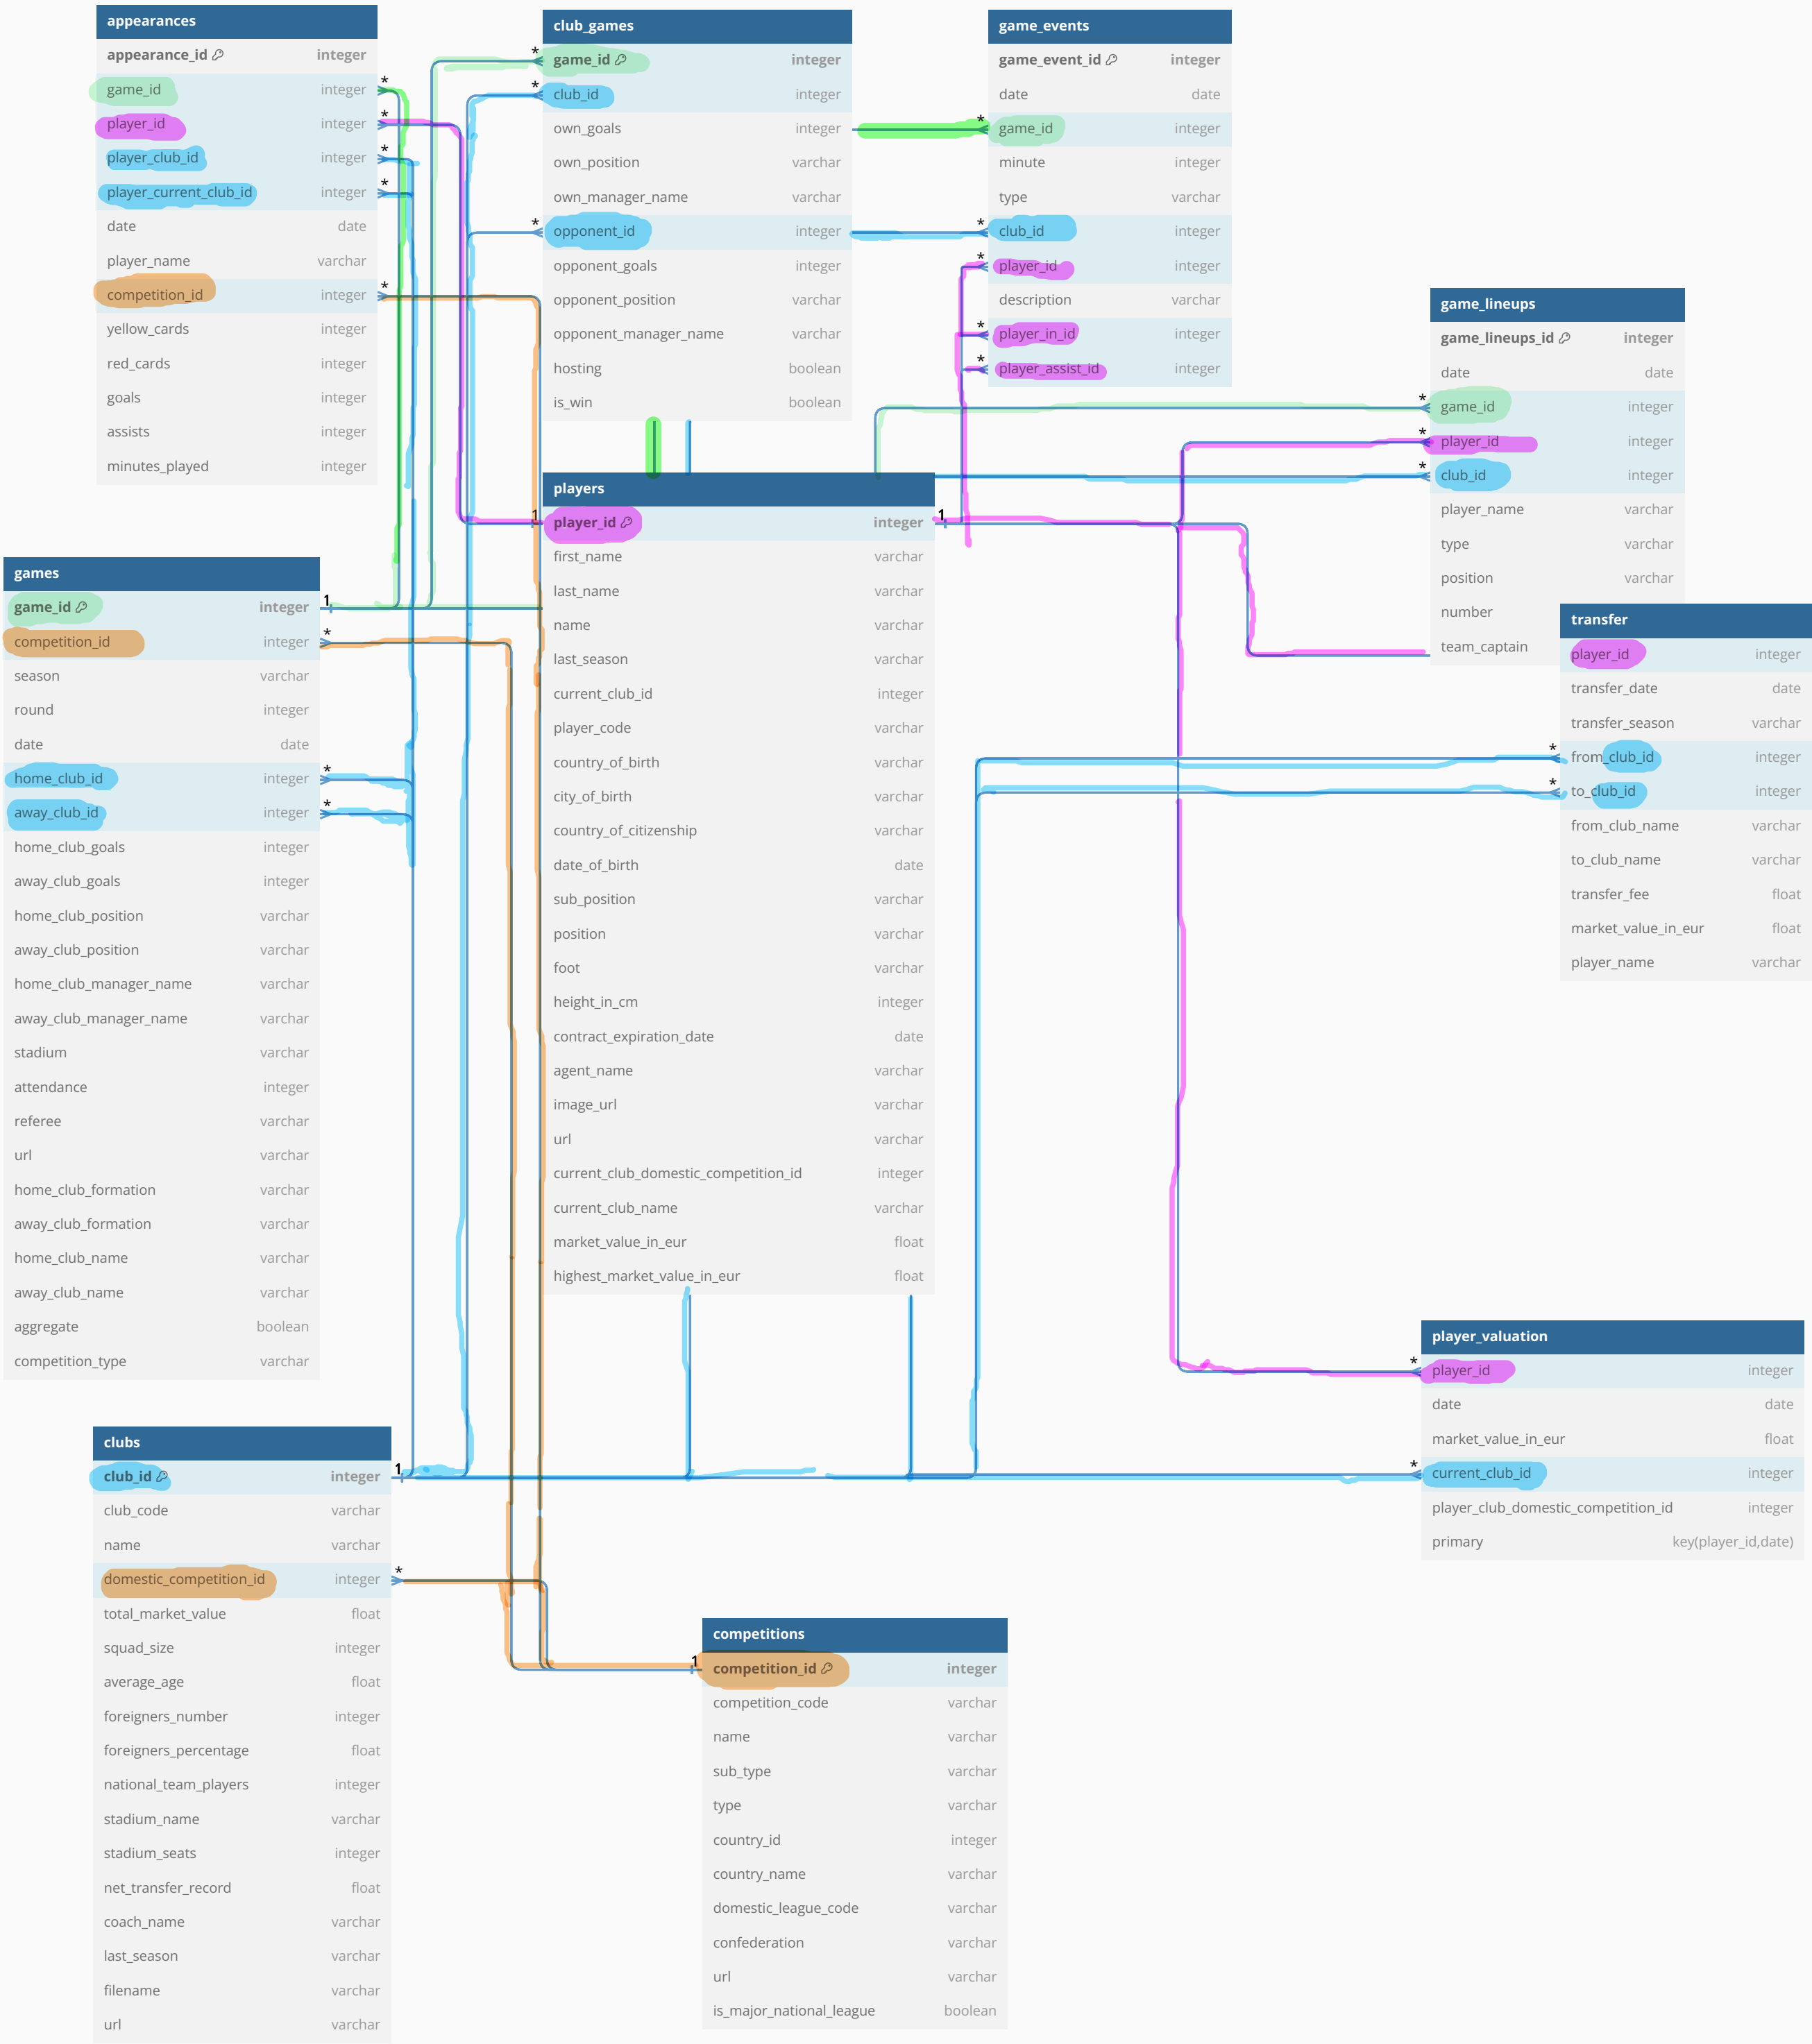 appearances
appearance_id integer
game_id integer *
player_id integer *
player_club_id integer *
player_current_club_id integer *
date date
player_name varchar
competition_id integer *
yellow_cards integer
red_cards integer
goals integer
assists integer
minutes_played integer
club_games
* game_id integer
* club_id integer
own_goals integer
own_position varchar
own_manager_name varchar
* opponent_id integer
opponent_goals integer
opponent_position varchar
opponent_manager_name varchar
hosting boolean
is_win boolean
game_events
game_event_id integer
date date
* game_id integer
minute integer
type varchar
* club_id integer
* player_id integer
description varchar
* player_in_id integer
* player_assist_id integer
game_lineups
game_lineups_id integer
date date
* game_id integer
* player_id integer
* club_id integer
player_name varchar
type varchar
position varchar
number
team_captain
players
1 player_id integer 1
first_name varchar
last_name varchar
name varchar
last_season varchar
current_club_id integer
player_code varchar
country_of_birth varchar
city_of_birth varchar
country_of_citizenship varchar
date_of_birth date
sub_position varchar
position varchar
foot varchar
height_in_cm integer
contract_expiration_date date
agent_name varchar
image_url varchar
url varchar
current_club_domestic_competition_id integer
current_club_name varchar
market_value_in_eur float
highest_market_value_in_eur float
games
game_id integer 1
competition_id integer *
season varchar
round integer
date date
home_club_id integer *
away_club_id integer *
home_club_goals integer
away_club_goals integer
home_club_position varchar
away_club_position varchar
home_club_manager_name varchar
away_club_manager_name varchar
stadium varchar
attendance integer
referee varchar
url varchar
home_club_formation varchar
away_club_formation varchar
home_club_name varchar
away_club_name varchar
aggregate boolean
competition_type varchar
transfer
player_id integer
transfer_date date
transfer_season varchar
* from_club_id integer
* to_club_id integer
from_club_name varchar
to_club_name varchar
transfer_fee float
market_value_in_eur float
player_name varchar
player_valuation
* player_id integer
date date
market_value_in_eur float
* current_club_id integer
player_club_domestic_competition_id integer
primary key(player_id,date)
clubs
club_id integer 1
club_code varchar
name varchar
domestic_competition_id integer *
total_market_value float
squad_size integer
average_age float
foreigners_number integer
foreigners_percentage float
national_team_players integer
stadium_name varchar
stadium_seats integer
net_transfer_record float
coach_name varchar
last_season varchar
filename varchar
url varchar
competitions
1 competition_id integer
competition_code varchar
name varchar
sub_type varchar
type varchar
country_id integer
country_name varchar
domestic_league_code varchar
confederation varchar
url varchar
is_major_national_league boolean